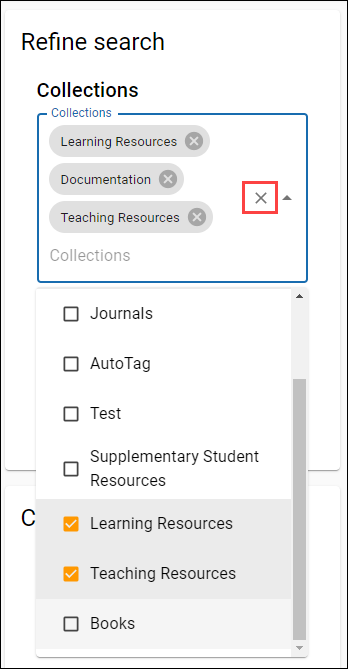 Refine search
Collections
Collections
Learning Resources
Documentation
Teaching Resources
Collections
Journals
AutoTag
Test
Supplementary Student
Resources
Learning Resources
Teaching Resources
Books
C